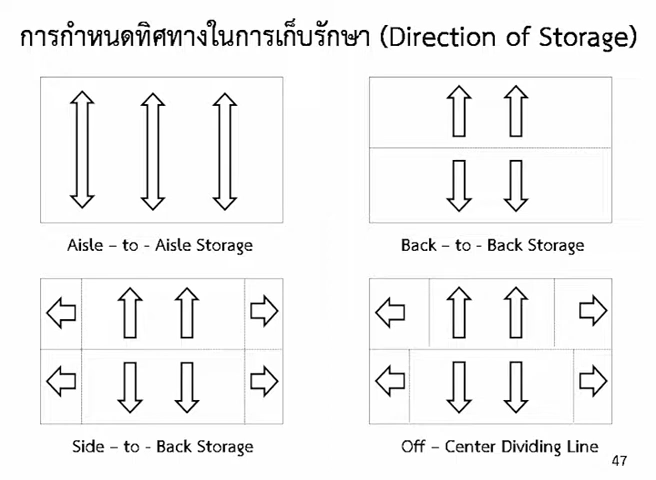 การกำหนดทิศทางในการเก็บรักษา (Direction of Storage)
Aisle – to - Aisle Storage
Back – to - Back Storage
Side – to - Back Storage
Off – Center Dividing Line
47